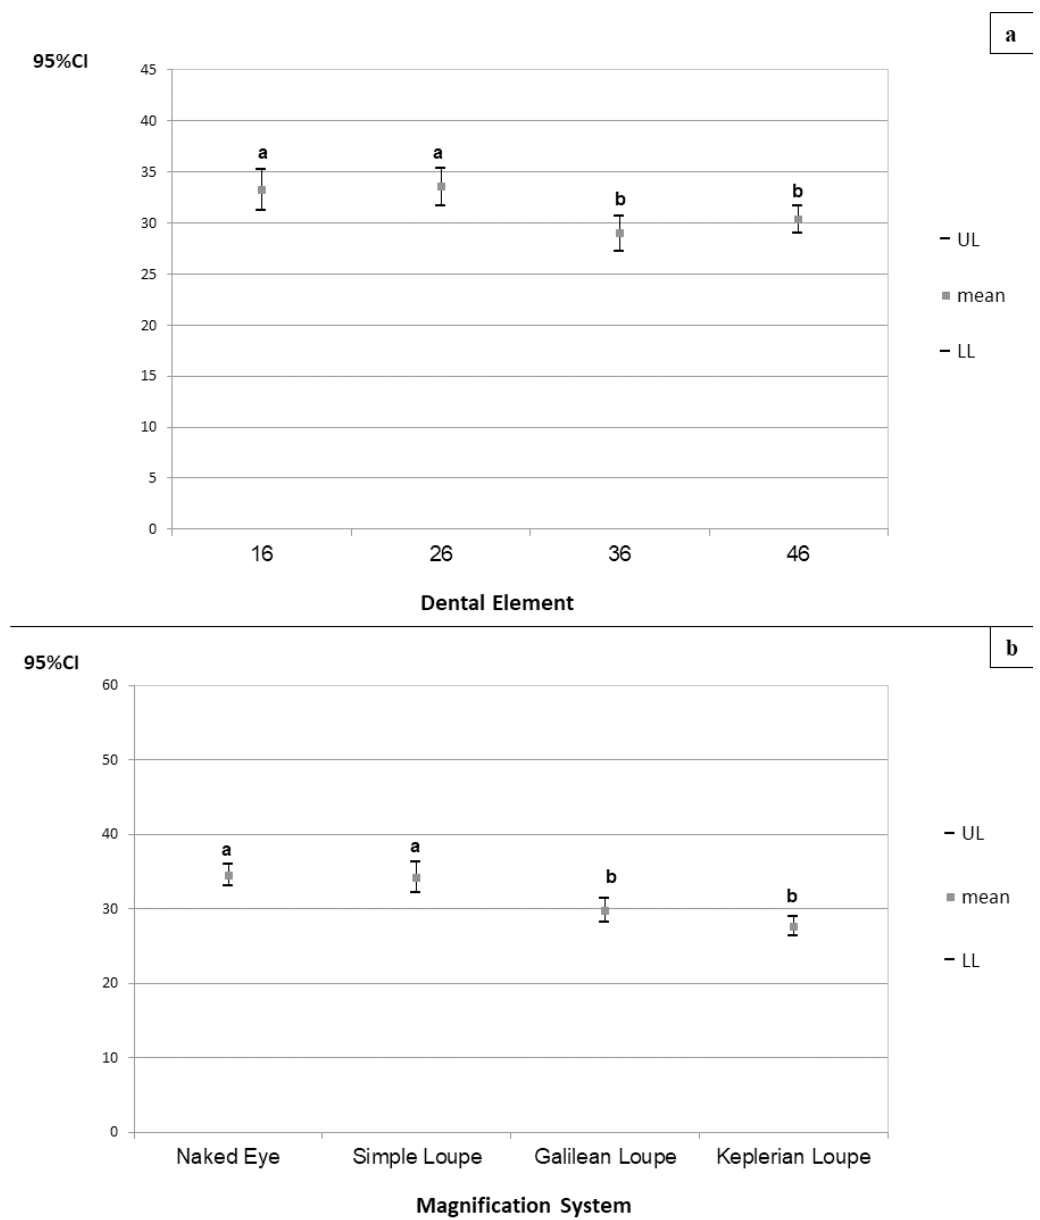 a
95%CI
45
40
35
30
25
20
15
10
5
0
a a b b
UL
mean
LL
16 26 36 46
Dental Element
b
95%CI
60
50
40
30
20
10
0
a a b b
UL
mean
LL
Naked Eye Simple Loupe Galilean Loupe Keplerian Loupe
Magnification System